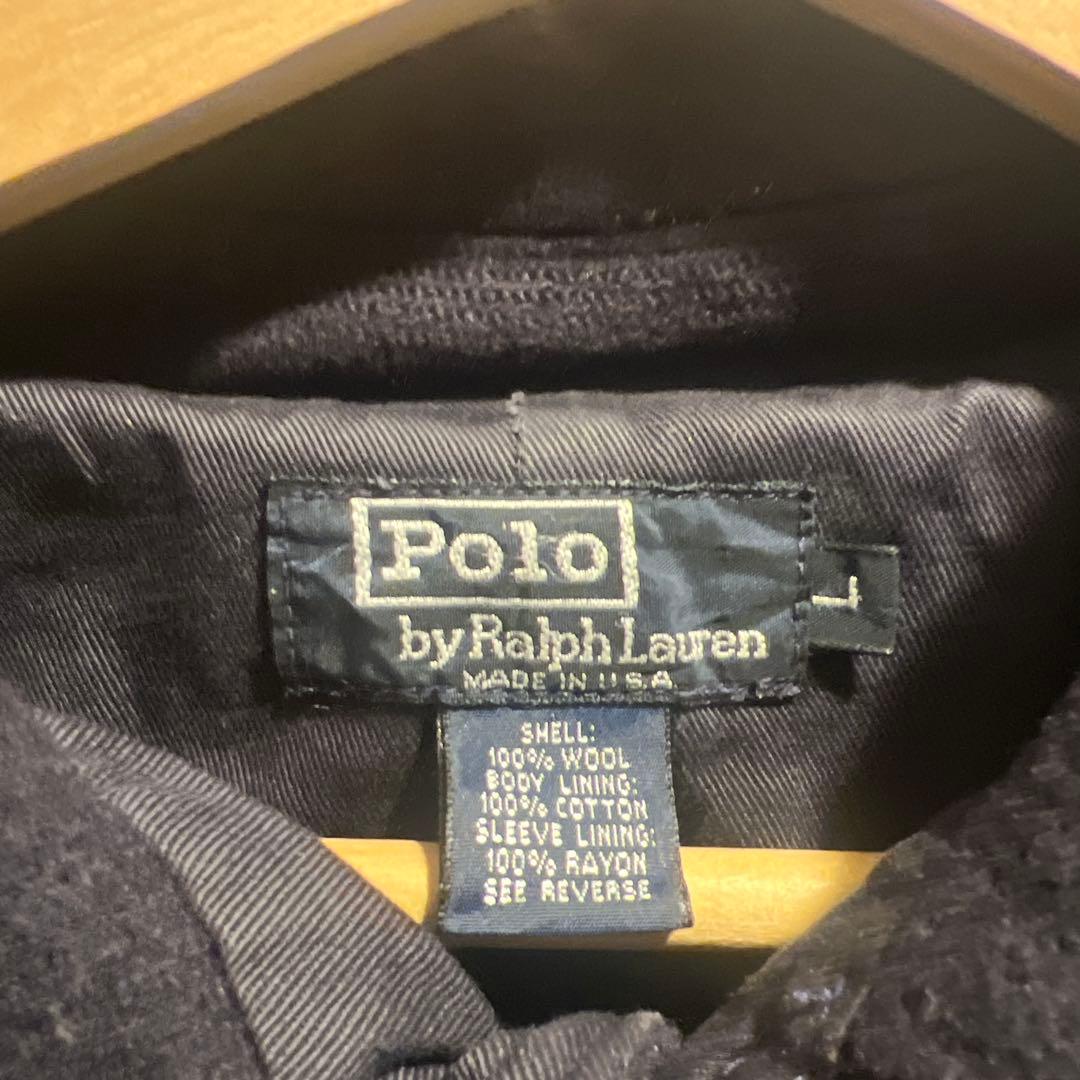 Polo
by Ralph Lauren
MADE IN U.S.A.
L
SHELL:
100% WOOL
BODY LINING:
100% COTTON
SLEEVE LINING:
100% RAYON
SEE REVERSE